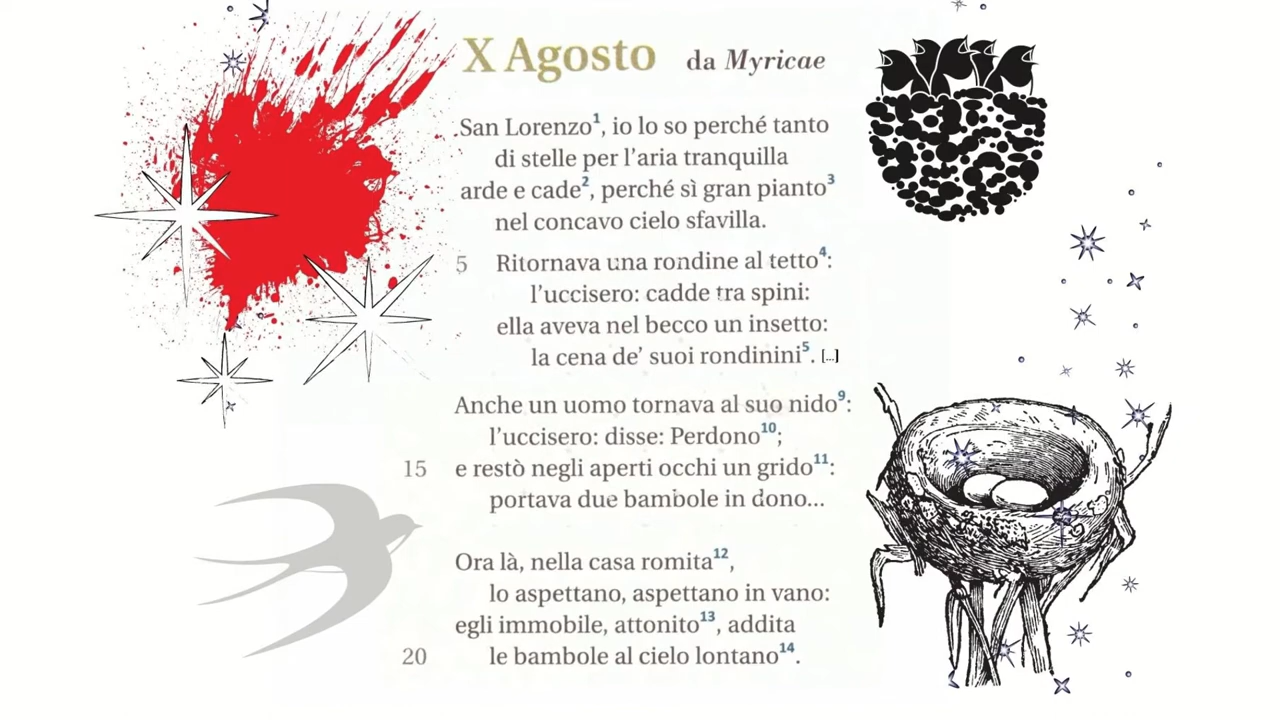 X Agosto da Myricae
San Lorenzo¹, io lo so perché tanto
di stelle per l'aria tranquilla
arde e cade², perché sì gran pianto³
nel concavo cielo sfavilla.
5 Ritornava una rondine al tetto⁴:
l'uccisero: cadde tra spini:
ella aveva nel becco un insetto:
la cena de' suoi rondinini⁵. [...]
Anche un uomo tornava al suo nido⁹:
l'uccisero: disse: Perdono¹⁰;
15 e restò negli aperti occhi un grido¹¹:
portava due bambole in dono...
Ora là, nella casa romita¹²,
lo aspettano, aspettano in vano:
egli immobile, attonito¹³, addita
20 le bambole al cielo lontano¹⁴.